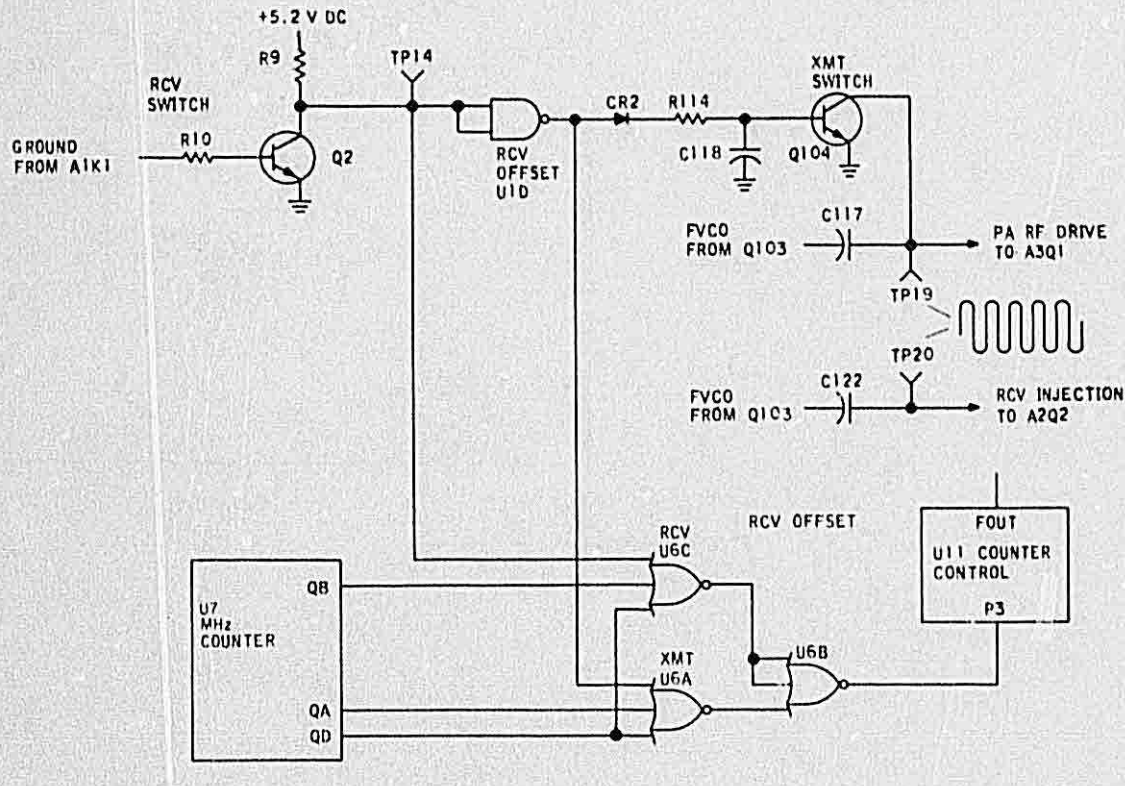 +5.2 V DC
R9
TP14
RCV
SWITCH
R10
GROUND
FROM A1K1
Q2
RCV
OFFSET
U1D
CR2
R114
XMT
SWITCH
C118
Q104
FVCO
FROM Q103
C117
PA RF DRIVE
TO A3Q1
TP19
TP20
FVCO
FROM Q103
C122
RCV INJECTION
TO A2Q2
RCV OFFSET
FOUT
U11 COUNTER
CONTROL
P3
RCV
U6C
U7
MHz
COUNTER
QB
QA
QD
XMT
U6A
U6B